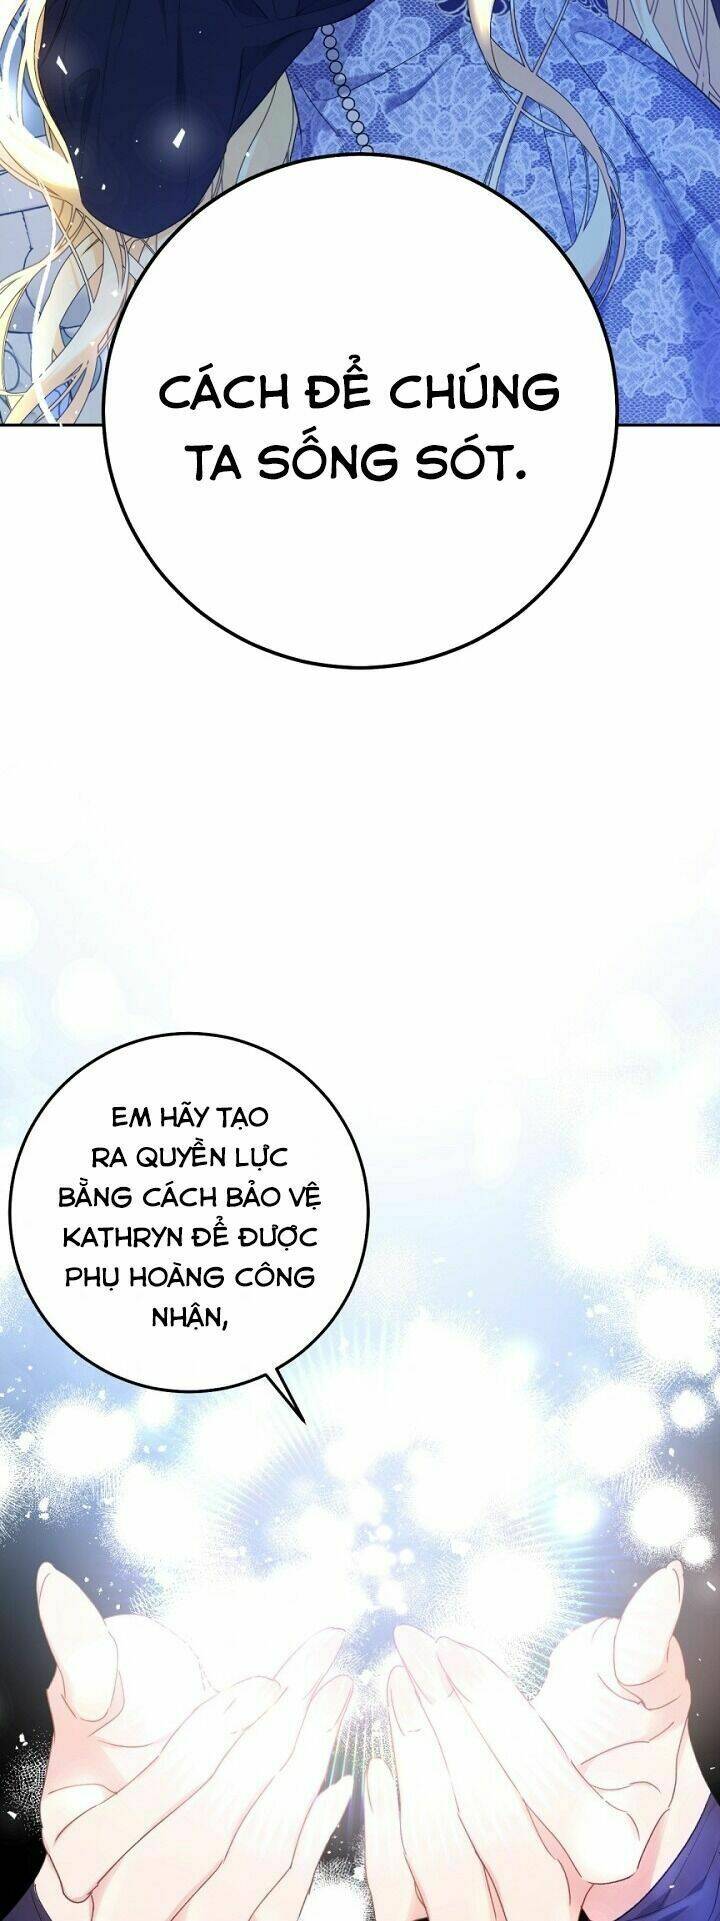 CÁCH ĐỂ CHÚNG
TA SỐNG SÓT.
EM HÃY TẠO
RA QUYỀN LỰC
BẰNG CÁCH BẢO VỆ
KATHRYN ĐỂ ĐƯỢC
PHỤ HOÀNG CÔNG
NHẬN,